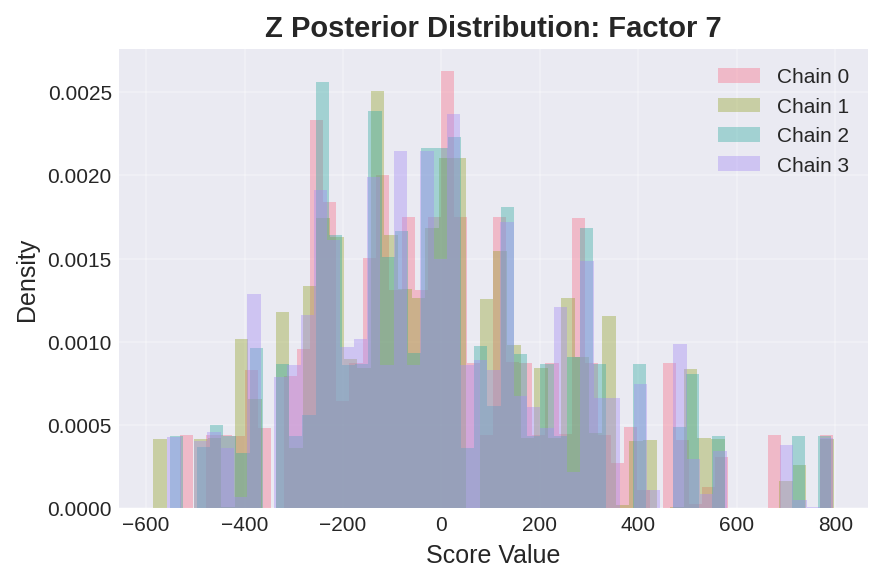 Z Posterior Distribution: Factor 7
Chain 0
Chain 1
Chain 2
Chain 3
0.0025
0.0020
0.0015
0.0010
0.0005
0.0000
Density
−600
−400
−200
0
200
400
600
800
Score Value